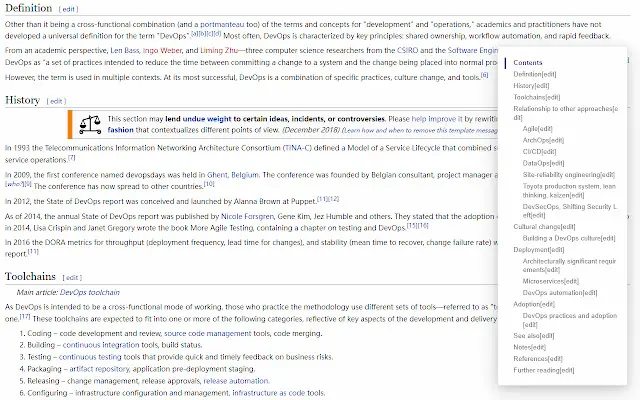 Definition [ edit ]
Other than it being a cross-functional combination (and a portmanteau too) of the terms and concepts for "development" and "operations," academics and practitioners have not
developed a universal definition for the term "DevOps".[a][b][c][d] Most often, DevOps is characterized by key principles: shared ownership, workflow automation, and rapid feedback.
From an academic perspective, Len Bass, Ingo Weber, and Liming Zhu—three computer science researchers from the CSIRO and the Software Engin
DevOps as "a set of practices intended to reduce the time between committing a change to a system and the change being placed into normal pro
However, the term is used in multiple contexts. At its most successful, DevOps is a combination of specific practices, culture change, and tools.[6]
History [ edit ]
This section may lend undue weight to certain ideas, incidents, or controversies. Please help improve it by rewriti
fashion that contextualizes different points of view. (December 2018) (Learn how and when to remove this template messag
In 1993 the Telecommunications Information Networking Architecture Consortium (TINA-C) defined a Model of a Service Lifecycle that combined s
service operations.[7]
In 2009, the first conference named devopsdays was held in Ghent, Belgium. The conference was founded by Belgian consultant, project manager a
[who?][9] The conference has now spread to other countries.[10]
In 2012, the State of DevOps report was conceived and launched by Alanna Brown at Puppet.[11][12]
As of 2014, the annual State of DevOps report was published by Nicole Forsgren, Gene Kim, Jez Humble and others. They stated that the adoption
in 2014, Lisa Crispin and Janet Gregory wrote the book More Agile Testing, containing a chapter on testing and DevOps.[15][16]
In 2016 the DORA metrics for throughput (deployment frequency, lead time for changes), and stability (mean time to recover, change failure rate) w
report.[11]
Toolchains [ edit ]
Main article: DevOps toolchain
As DevOps is intended to be a cross-functional mode of working, those who practice the methodology use different sets of tools—referred to as "t
one.[17] These toolchains are expected to fit into one or more of the following categories, reflective of key aspects of the development and delivery
1. Coding – code development and review, source code management tools, code merging.
2. Building – continuous integration tools, build status.
3. Testing – continuous testing tools that provide quick and timely feedback on business risks.
4. Packaging – artifact repository, application pre-deployment staging.
5. Releasing – change management, release approvals, release automation.
6. Configuring – infrastructure configuration and management, infrastructure as code tools.
Contents
Definition[edit]
History[edit]
Toolchains[edit]
Relationship to other approaches[e
dit]
Agile[edit]
ArchOps[edit]
CI/CD[edit]
DataOps[edit]
Site-reliability engineering[edit]
Toyota production system, lean
thinking, kaizen[edit]
DevSecOps, Shifting Security L
eft[edit]
Cultural change[edit]
Building a DevOps culture[edit]
Deployment[edit]
Architecturally significant requir
ements[edit]
Microservices[edit]
DevOps automation[edit]
Adoption[edit]
DevOps practices and adoption
[edit]
See also[edit]
Notes[edit]
References[edit]
Further reading[edit]